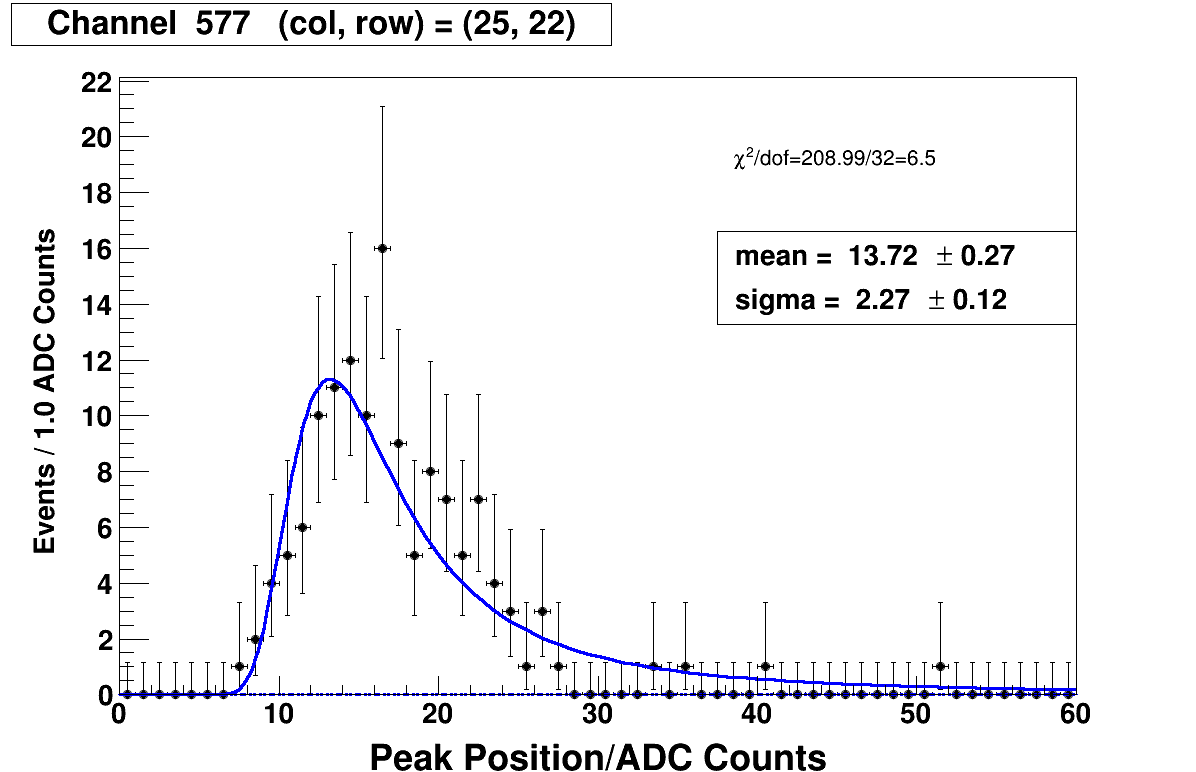 Channel 577 (col, row) = (25, 22)
22
20
18
16
14
12
10
8
6
4
2
0
Events / 1.0 ADC Counts
χ²/dof=208.99/32=6.5
mean = 13.72 ± 0.27
sigma = 2.27 ± 0.12
0 10 20 30 40 50 60
Peak Position/ADC Counts